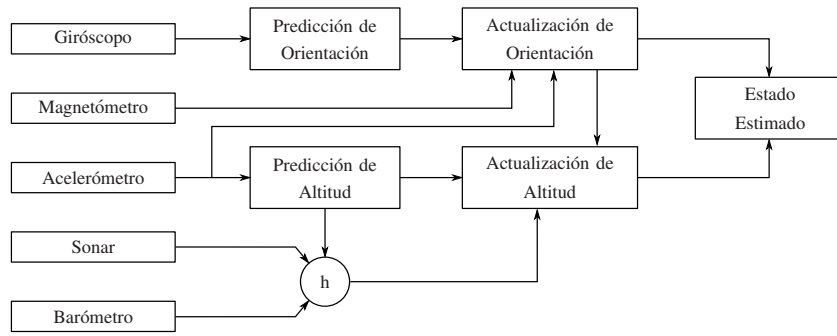 Giróscopo
Predicción de
Orientación
Actualización de
Orientación
Magnetómetro
Estado
Estimado
Acelerómetro
Predicción de
Altitud
Actualización de
Altitud
Sonar
h
Barómetro